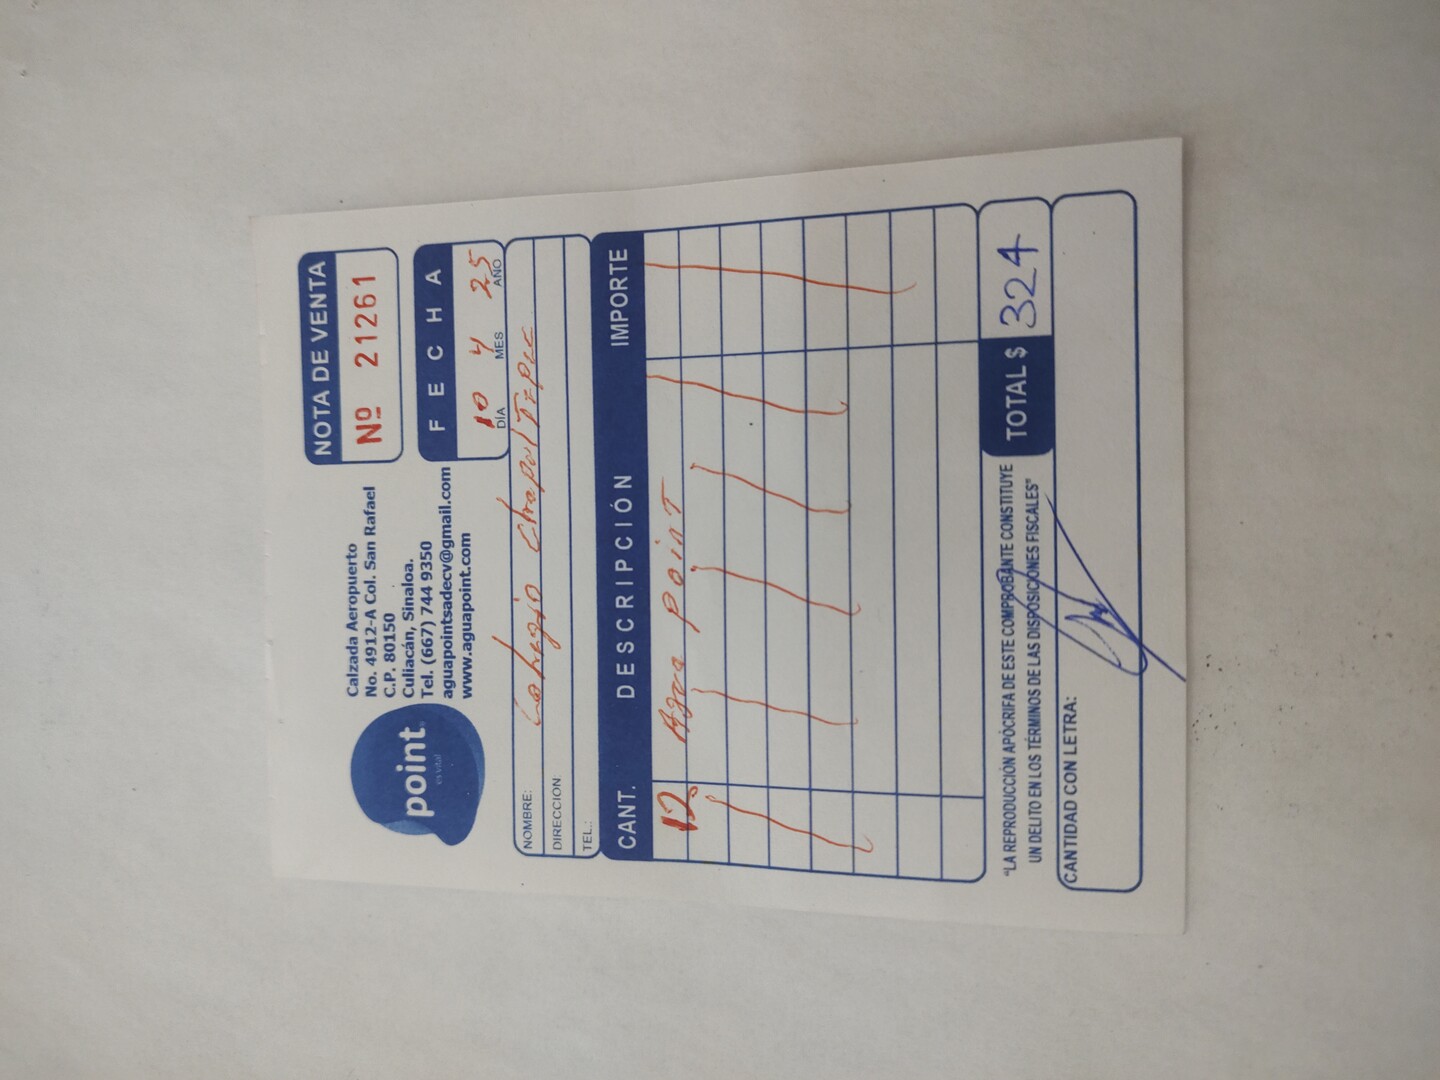 point
es vital
Calzada Aeropuerto
No. 4912-A Col. San Rafael
C.P. 80150
Culiacán, Sinaloa.
Tel. (667) 744 9350
aguapointsadecv@gmail.com
www.aguapoint.com
NOTA DE VENTA
Nº 21261
FECHA
10 4 25
DÍA MES AÑO
NOMBRE: Colegio Chapultepec
DIRECCION
TEL.:
CANT. DESCRIPCIÓN IMPORTE
12 Agua Point
"LA REPRODUCCIÓN APÓCRIFA DE ESTE COMPROBANTE CONSTITUYE
UN DELITO EN LOS TÉRMINOS DE LAS DISPOSICIONES FISCALES"
TOTAL $ 324
CANTIDAD CON LETRA: